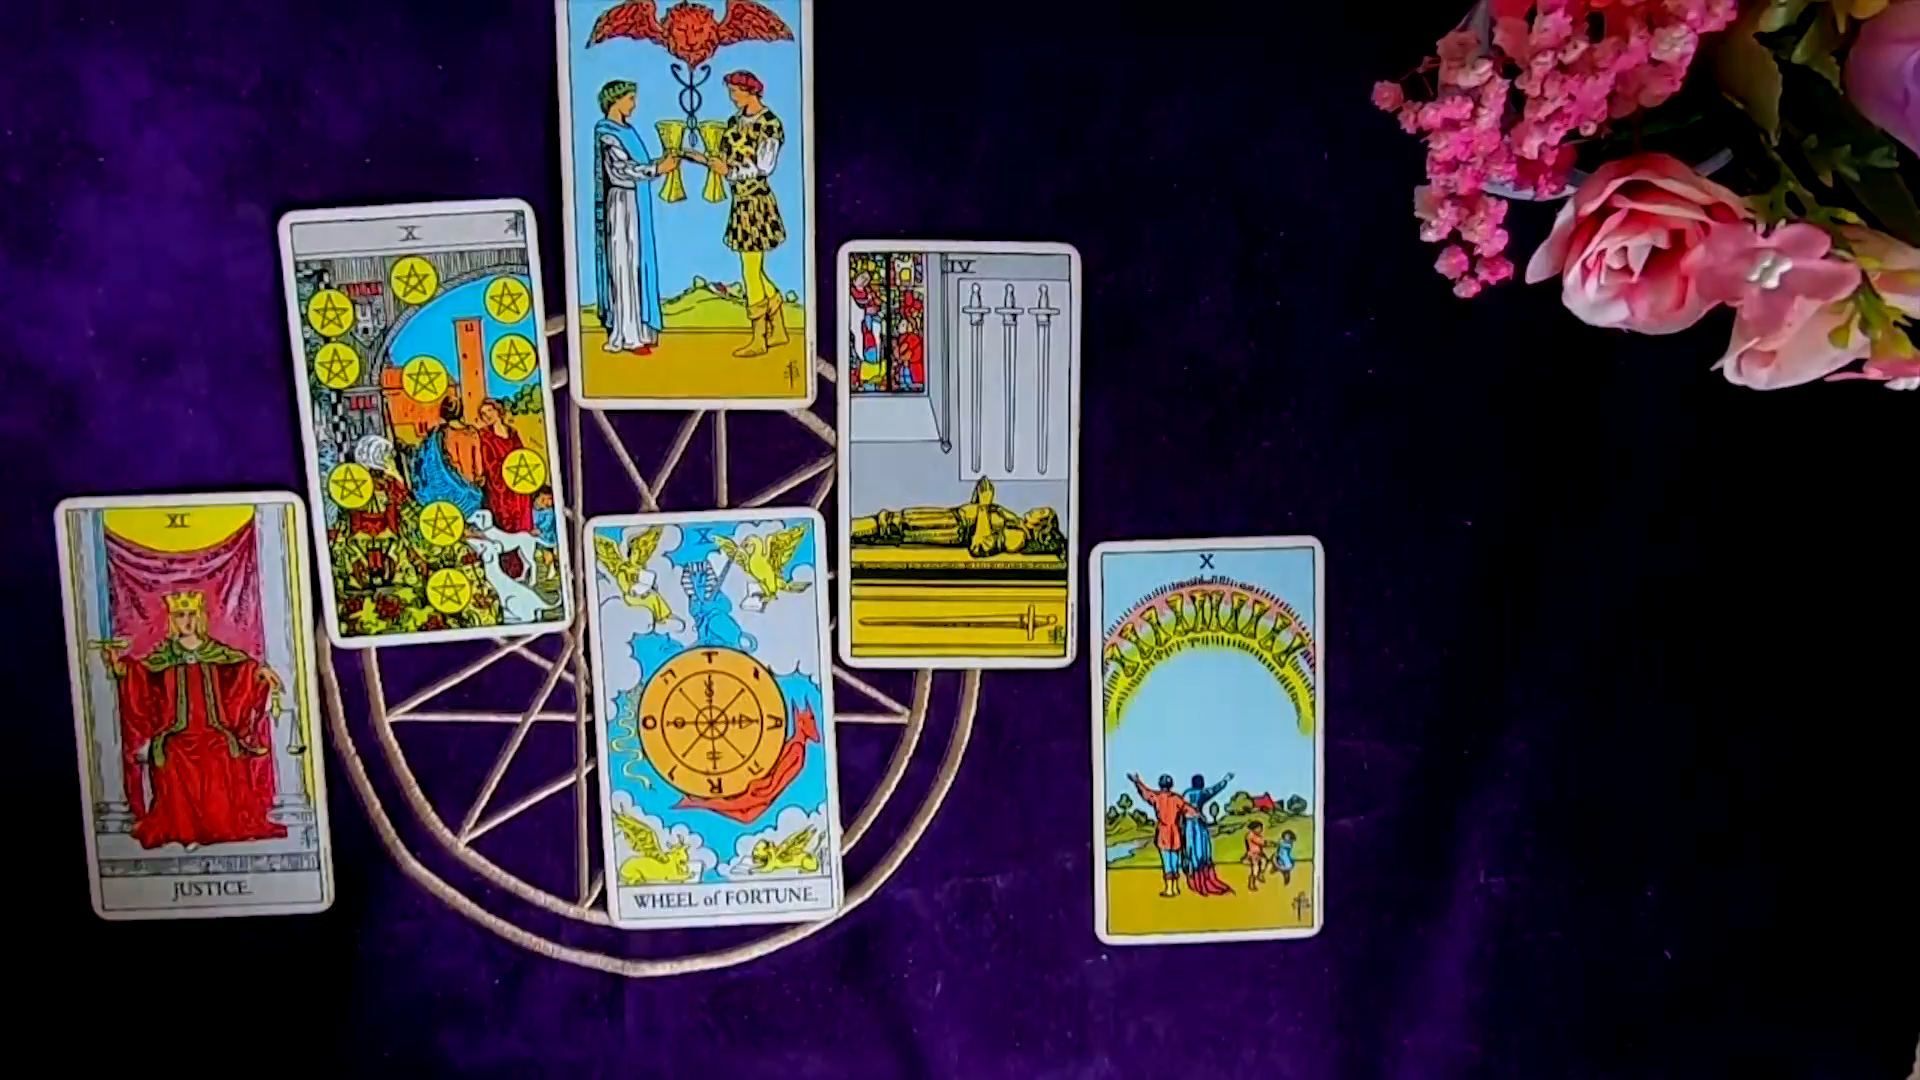 X
IV
XI
X
X
T
A
R
O
JUSTICE.
WHEEL of FORTUNE.